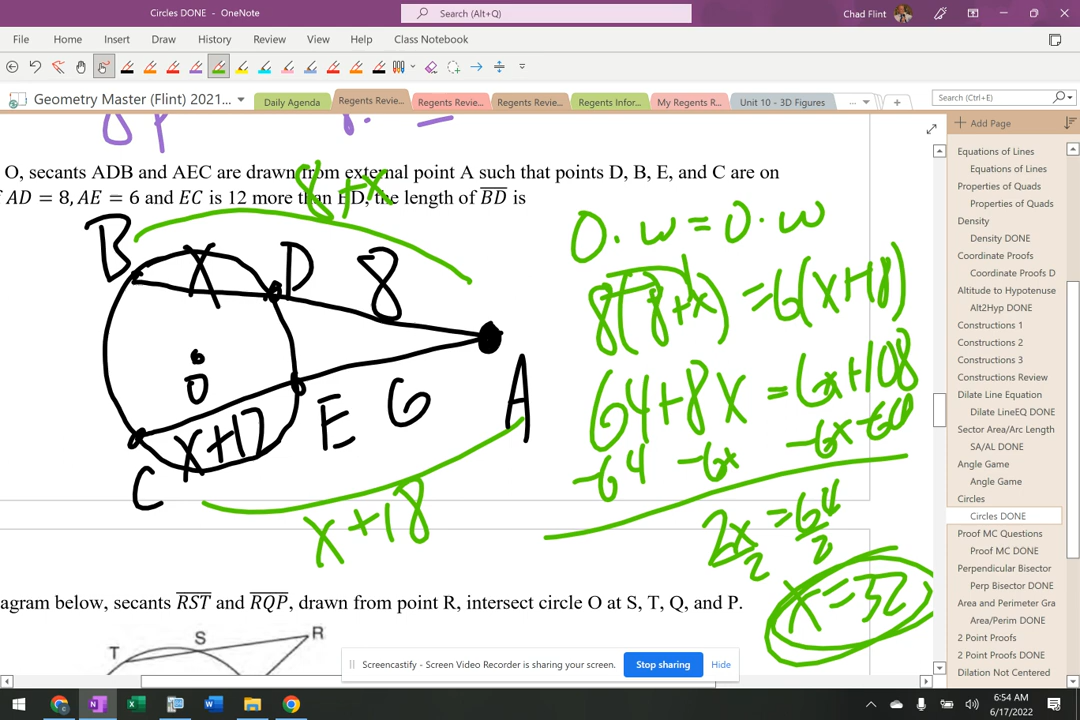 Circles DONE - OneNote
Search (Alt+Q)
Chad Flint
File Home Insert Draw History Review View Help Class Notebook
Geometry Master (Flint) 2021...
Daily Agenda
Regents Revie...
Regents Revie...
Regents Revie...
Regents Infor...
My Regents R...
Unit 10 - 3D Figures
...
Search (Ctrl+E)
Add Page
Equations of Lines
Equations of Lines
Properties of Quads
Properties of Quads
Density
Density DONE
Coordinate Proofs
Coordinate Proofs D
Altitude to Hypotenuse
Alt2Hyp DONE
Constructions 1
Constructions 2
Constructions 3
Constructions Review
Dilate Line Equation
Dilate LineEQ DONE
Sector Area/Arc Length
SA/AL DONE
Angle Game
Angle Game
Circles
Circles DONE
Proof MC Questions
Proof MC DONE
Perpendicular Bisector
Perp Bisector DONE
Area and Perimeter Gra
Area/Perim DONE
2 Point Proofs
2 Point Proofs DONE
Dilation Not Centered
O, secants ADB and AEC are drawn from external point A such that points D, B, E, and C are on
AD = 8, AE = 6 and EC is 12 more than BD, the length of BD is
8+x
B
X
D
8
O
C
x+12
E
6
A
x+18
O·w=O·w
8(8+x)=6(x+18)
64+8x=6x+108
-64 -6x -6x-64
2x=64
2 2
x=32
agram below, secants RST and RQP, drawn from point R, intersect circle O at S, T, Q, and P.
T
S
R
Screencastify - Screen Video Recorder is sharing your screen.
Stop sharing
Hide
6:54 AM
6/17/2022